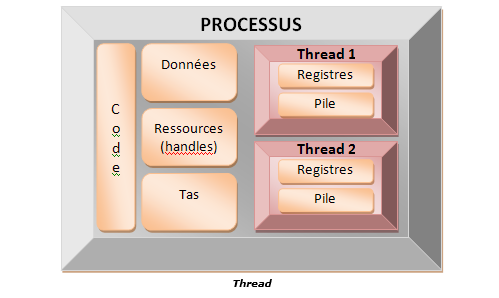 PROCESSUS
C
o
d
e
Données
Ressources
(handles)
Tas
Thread 1
Registres
Pile
Thread 2
Registres
Pile
Thread